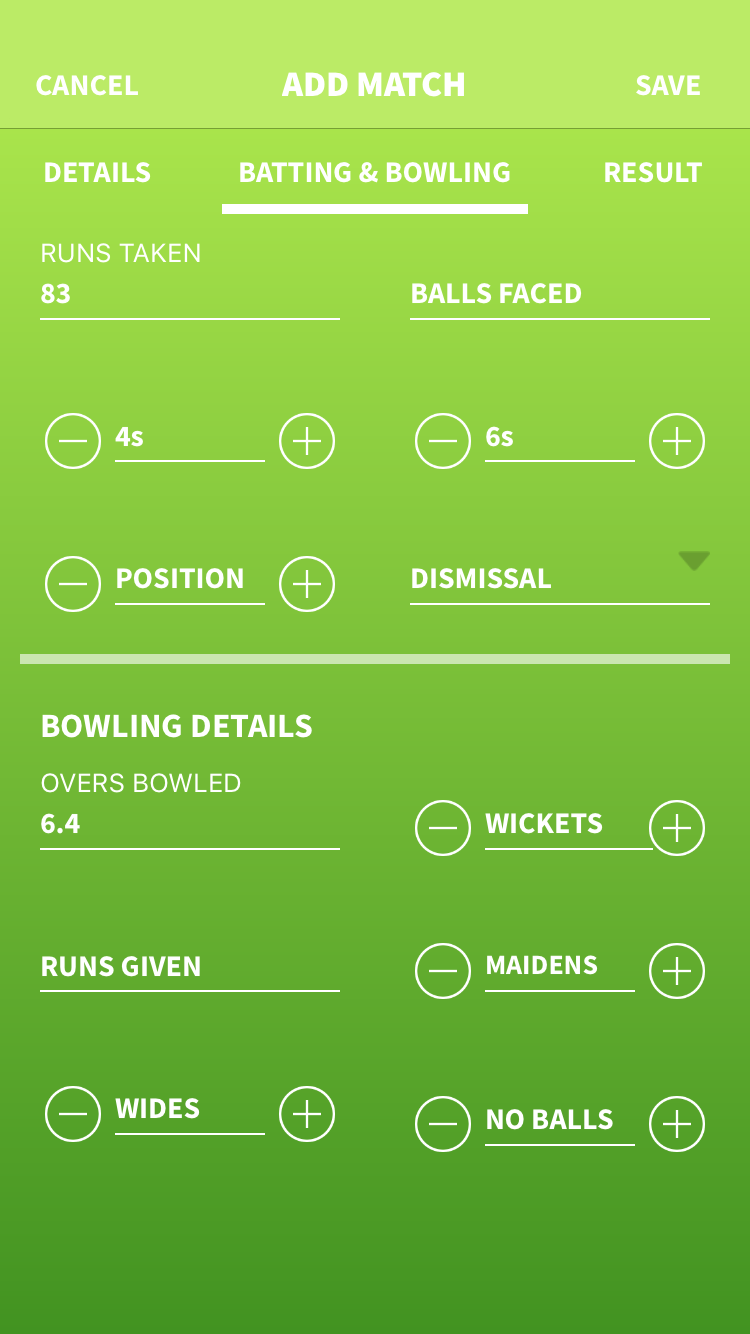 CANCEL ADD MATCH SAVE
DETAILS BATTING & BOWLING RESULT
RUNS TAKEN
83 BALLS FACED
4s 6s
POSITION DISMISSAL
BOWLING DETAILS
OVERS BOWLED
6.4 WICKETS
RUNS GIVEN MAIDENS
WIDES NO BALLS